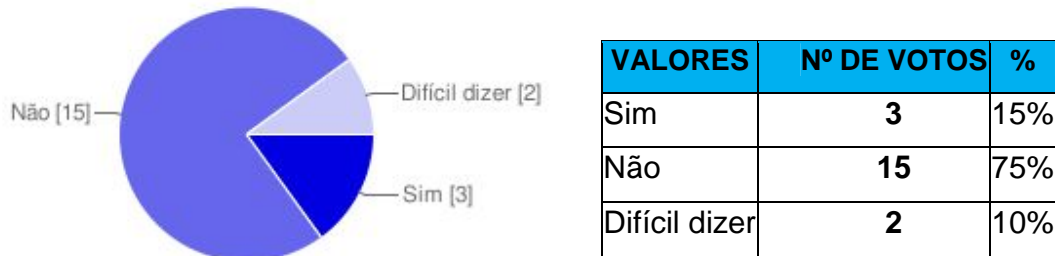 Não [15]
Difícil dizer [2]
Sim [3]
VALORES Nº DE VOTOS %
Sim 3 15%
Não 15 75%
Difícil dizer 2 10%